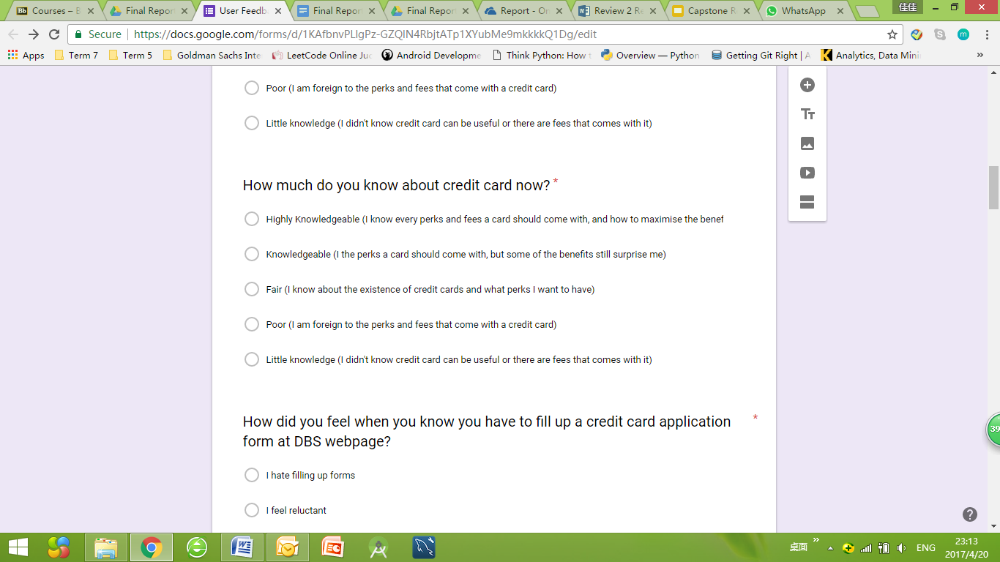 Courses – B
Final Report
User Feedb
Final Report
Final Report
Report - On
Review 2 Re
Capstone R
WhatsApp
佳佳
Secure
https://docs.google.com/forms/d/1KAfbnvPLlgPz-GZQlN4RbjtATp1XYubMe9mkkkkQ1Dg/edit
Apps
Term 7
Term 5
Goldman Sachs Inte
LeetCode Online Juc
Android Developme
Think Python: How t
Overview — Python
Getting Git Right | A
Analytics, Data Mini
»
Poor (I am foreign to the perks and fees that come with a credit card)
Little knowledge (I didn't know credit card can be useful or there are fees that comes with it)
How much do you know about credit card now? *
Highly Knowledgeable (I know every perks and fees a card should come with, and how to maximise the benef
Knowledgeable (I the perks a card should come with, but some of the benefits still surprise me)
Fair (I know about the existence of credit cards and what perks I want to have)
Poor (I am foreign to the perks and fees that come with a credit card)
Little knowledge (I didn't know credit card can be useful or there are fees that comes with it)
How did you feel when you know you have to fill up a credit card application *
form at DBS webpage?
I hate filling up forms
I feel reluctant
39
桌面
ENG
23:13
2017/4/20